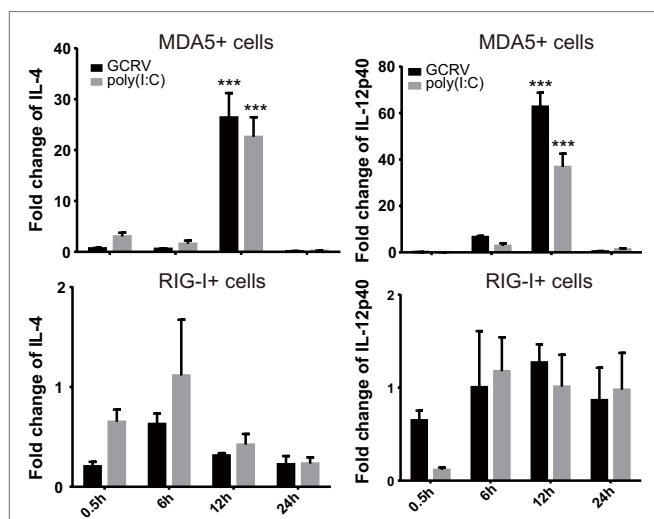 MDA5+ cells
Fold change of IL-4
40
30
20
10
0
GCRV
poly(I:C)
***
***
MDA5+ cells
Fold change of IL-12p40
80
60
40
20
0
GCRV
poly(I:C)
***
***
RIG-I+ cells
Fold change of IL-4
2
1
0
0.5h
6h
12h
24h
RIG-I+ cells
Fold change of IL-12p40
2
1
0
0.5h
6h
12h
24h